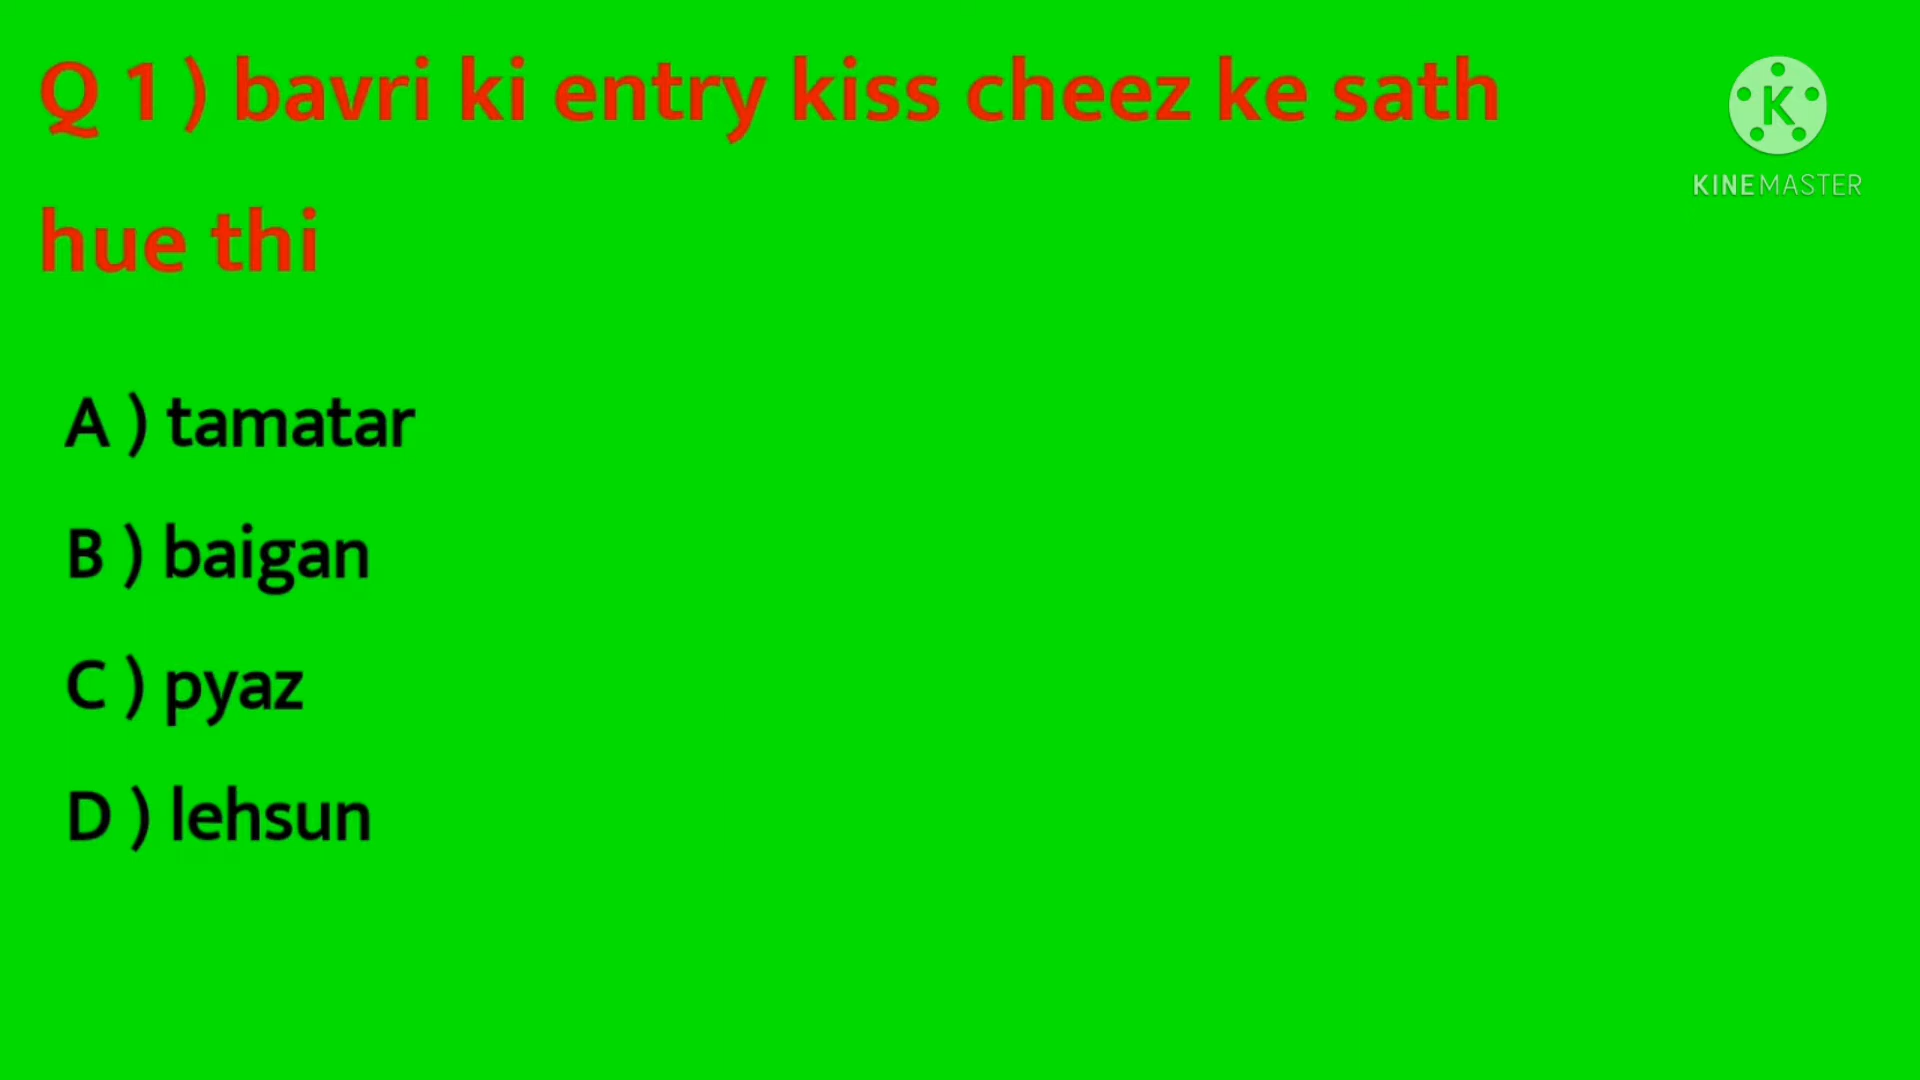 Q 1 ) bavri ki entry kiss cheez ke sath
hue thi
K
KINEMASTER
A ) tamatar
B ) baigan
C ) pyaz
D ) lehsun